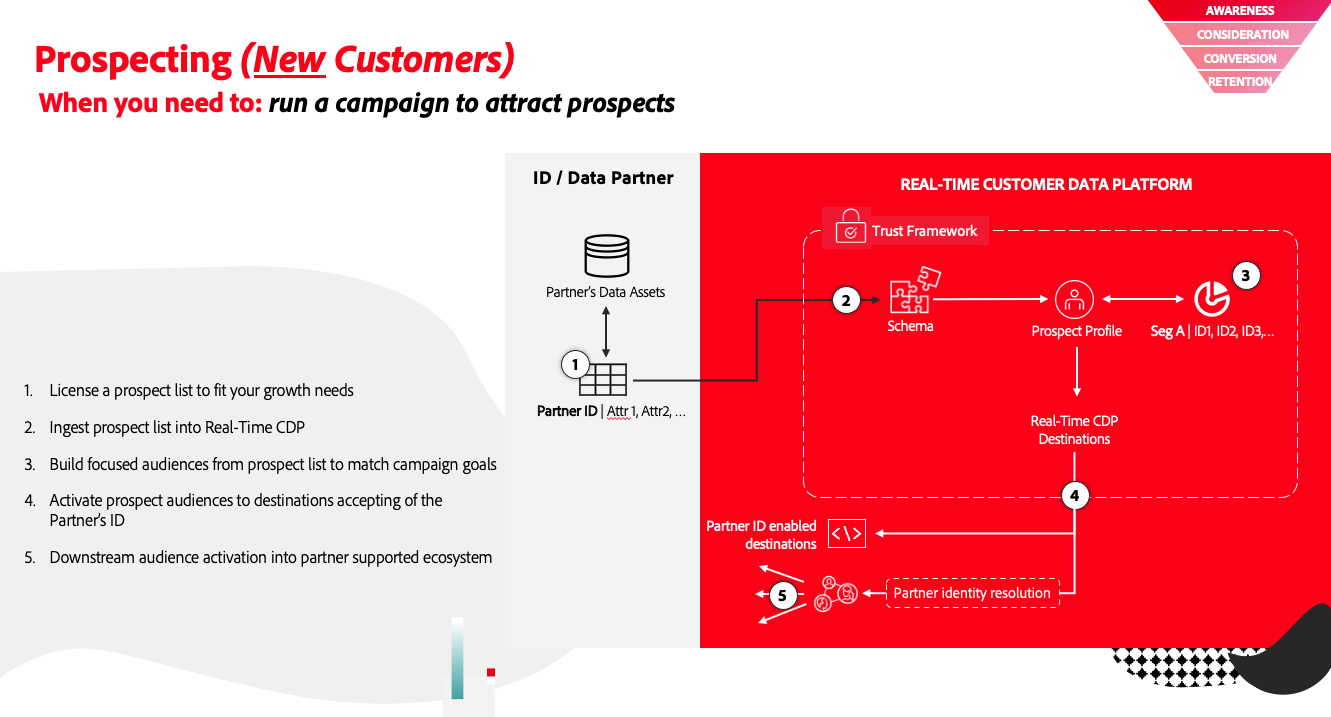 AWARENESS
CONSIDERATION
CONVERSION
RETENTION
Prospecting (New Customers)
When you need to: run a campaign to attract prospects
ID / Data Partner
REAL-TIME CUSTOMER DATA PLATFORM
Trust Framework
Partner's Data Assets
1
Partner ID | Attr 1, Attr2, ...
2
Schema
Prospect Profile
3
Seg A | ID1, ID2, ID3,...
Real-Time CDP
Destinations
4
Partner ID enabled
destinations
<\>
5
Partner identity resolution
1. License a prospect list to fit your growth needs
2. Ingest prospect list into Real-Time CDP
3. Build focused audiences from prospect list to match campaign goals
4. Activate prospect audiences to destinations accepting of the
Partner's ID
5. Downstream audience activation into partner supported ecosystem